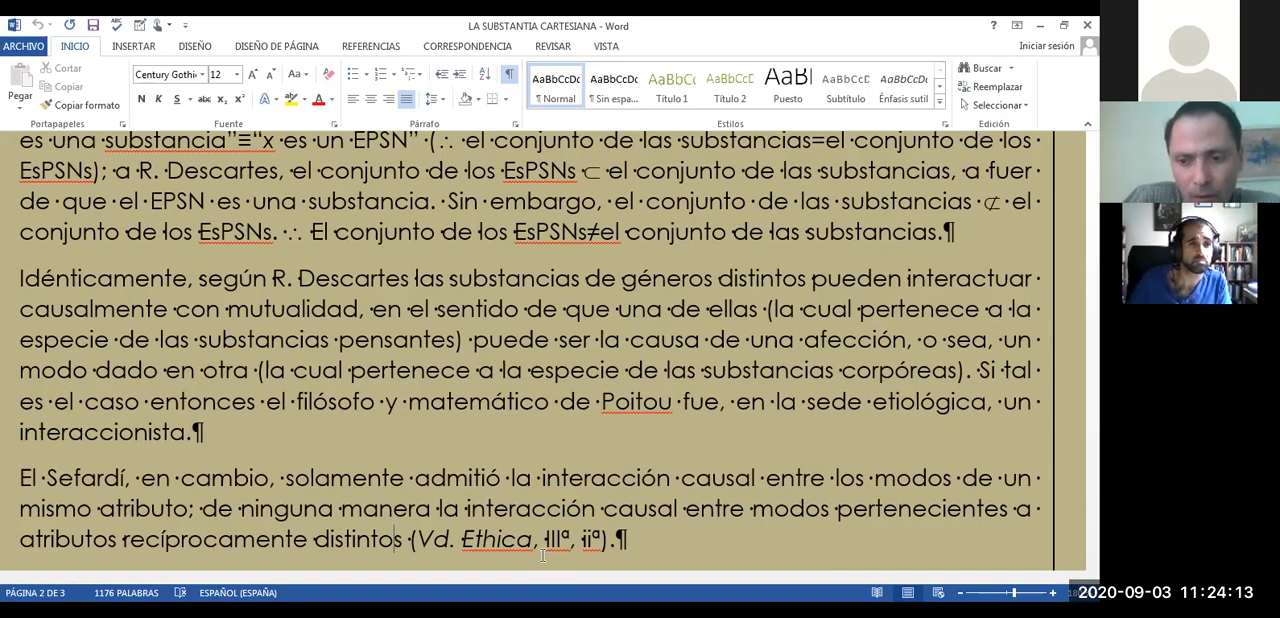 LA SUBSTANTIA CARTESIANA - Word
ARCHIVO INICIO INSERTAR DISEÑO DISEÑO DE PÁGINA REFERENCIAS CORRESPONDENCIA REVISAR VISTA Iniciar sesión
Pegar
Cortar
Copiar
Copiar formato
Portapapeles
Century Gothic 12
Fuente
Párrafo
AaBbCcDc AaBbCcDc AaBbC AaBbCcD AaBl AaBbCcD AaBbCcDc
¶ Normal ¶ Sin espa... Título 1 Título 2 Puesto Subtítulo Énfasis sutil
Estilos
Buscar
Reemplazar
Seleccionar
Edición
es una substancia”≡“x es un EPSN” (∴ el conjunto de las substancias=el conjunto de los
EsPSNs); a R. Descartes, el conjunto de los EsPSNs ⊂ el conjunto de las substancias, a fuer
de que el EPSN es una substancia. Sin embargo, el conjunto de las substancias ⊄ el
conjunto de los EsPSNs. ∴ El conjunto de los EsPSNs≠el conjunto de las substancias.¶
Idénticamente, según R. Descartes las substancias de géneros distintos pueden interactuar
causalmente con mutualidad, en el sentido de que una de ellas (la cual pertenece a la
especie de las substancias pensantes) puede ser la causa de una afección, o sea, un
modo dado en otra (la cual pertenece a la especie de las substancias corpóreas). Si tal
es el caso entonces el filósofo y matemático de Poitou fue, en la sede etiológica, un
interaccionista.¶
El Sefardí, en cambio, solamente admitió la interacción causal entre los modos de un
mismo atributo; de ninguna manera la interacción causal entre modos pertenecientes a
atributos recíprocamente distintos (Vd. Ethica, IIIª, iiª).¶
PÁGINA 2 DE 3 1176 PALABRAS ESPAÑOL (ESPAÑA)
2020-09-03 11:24:13